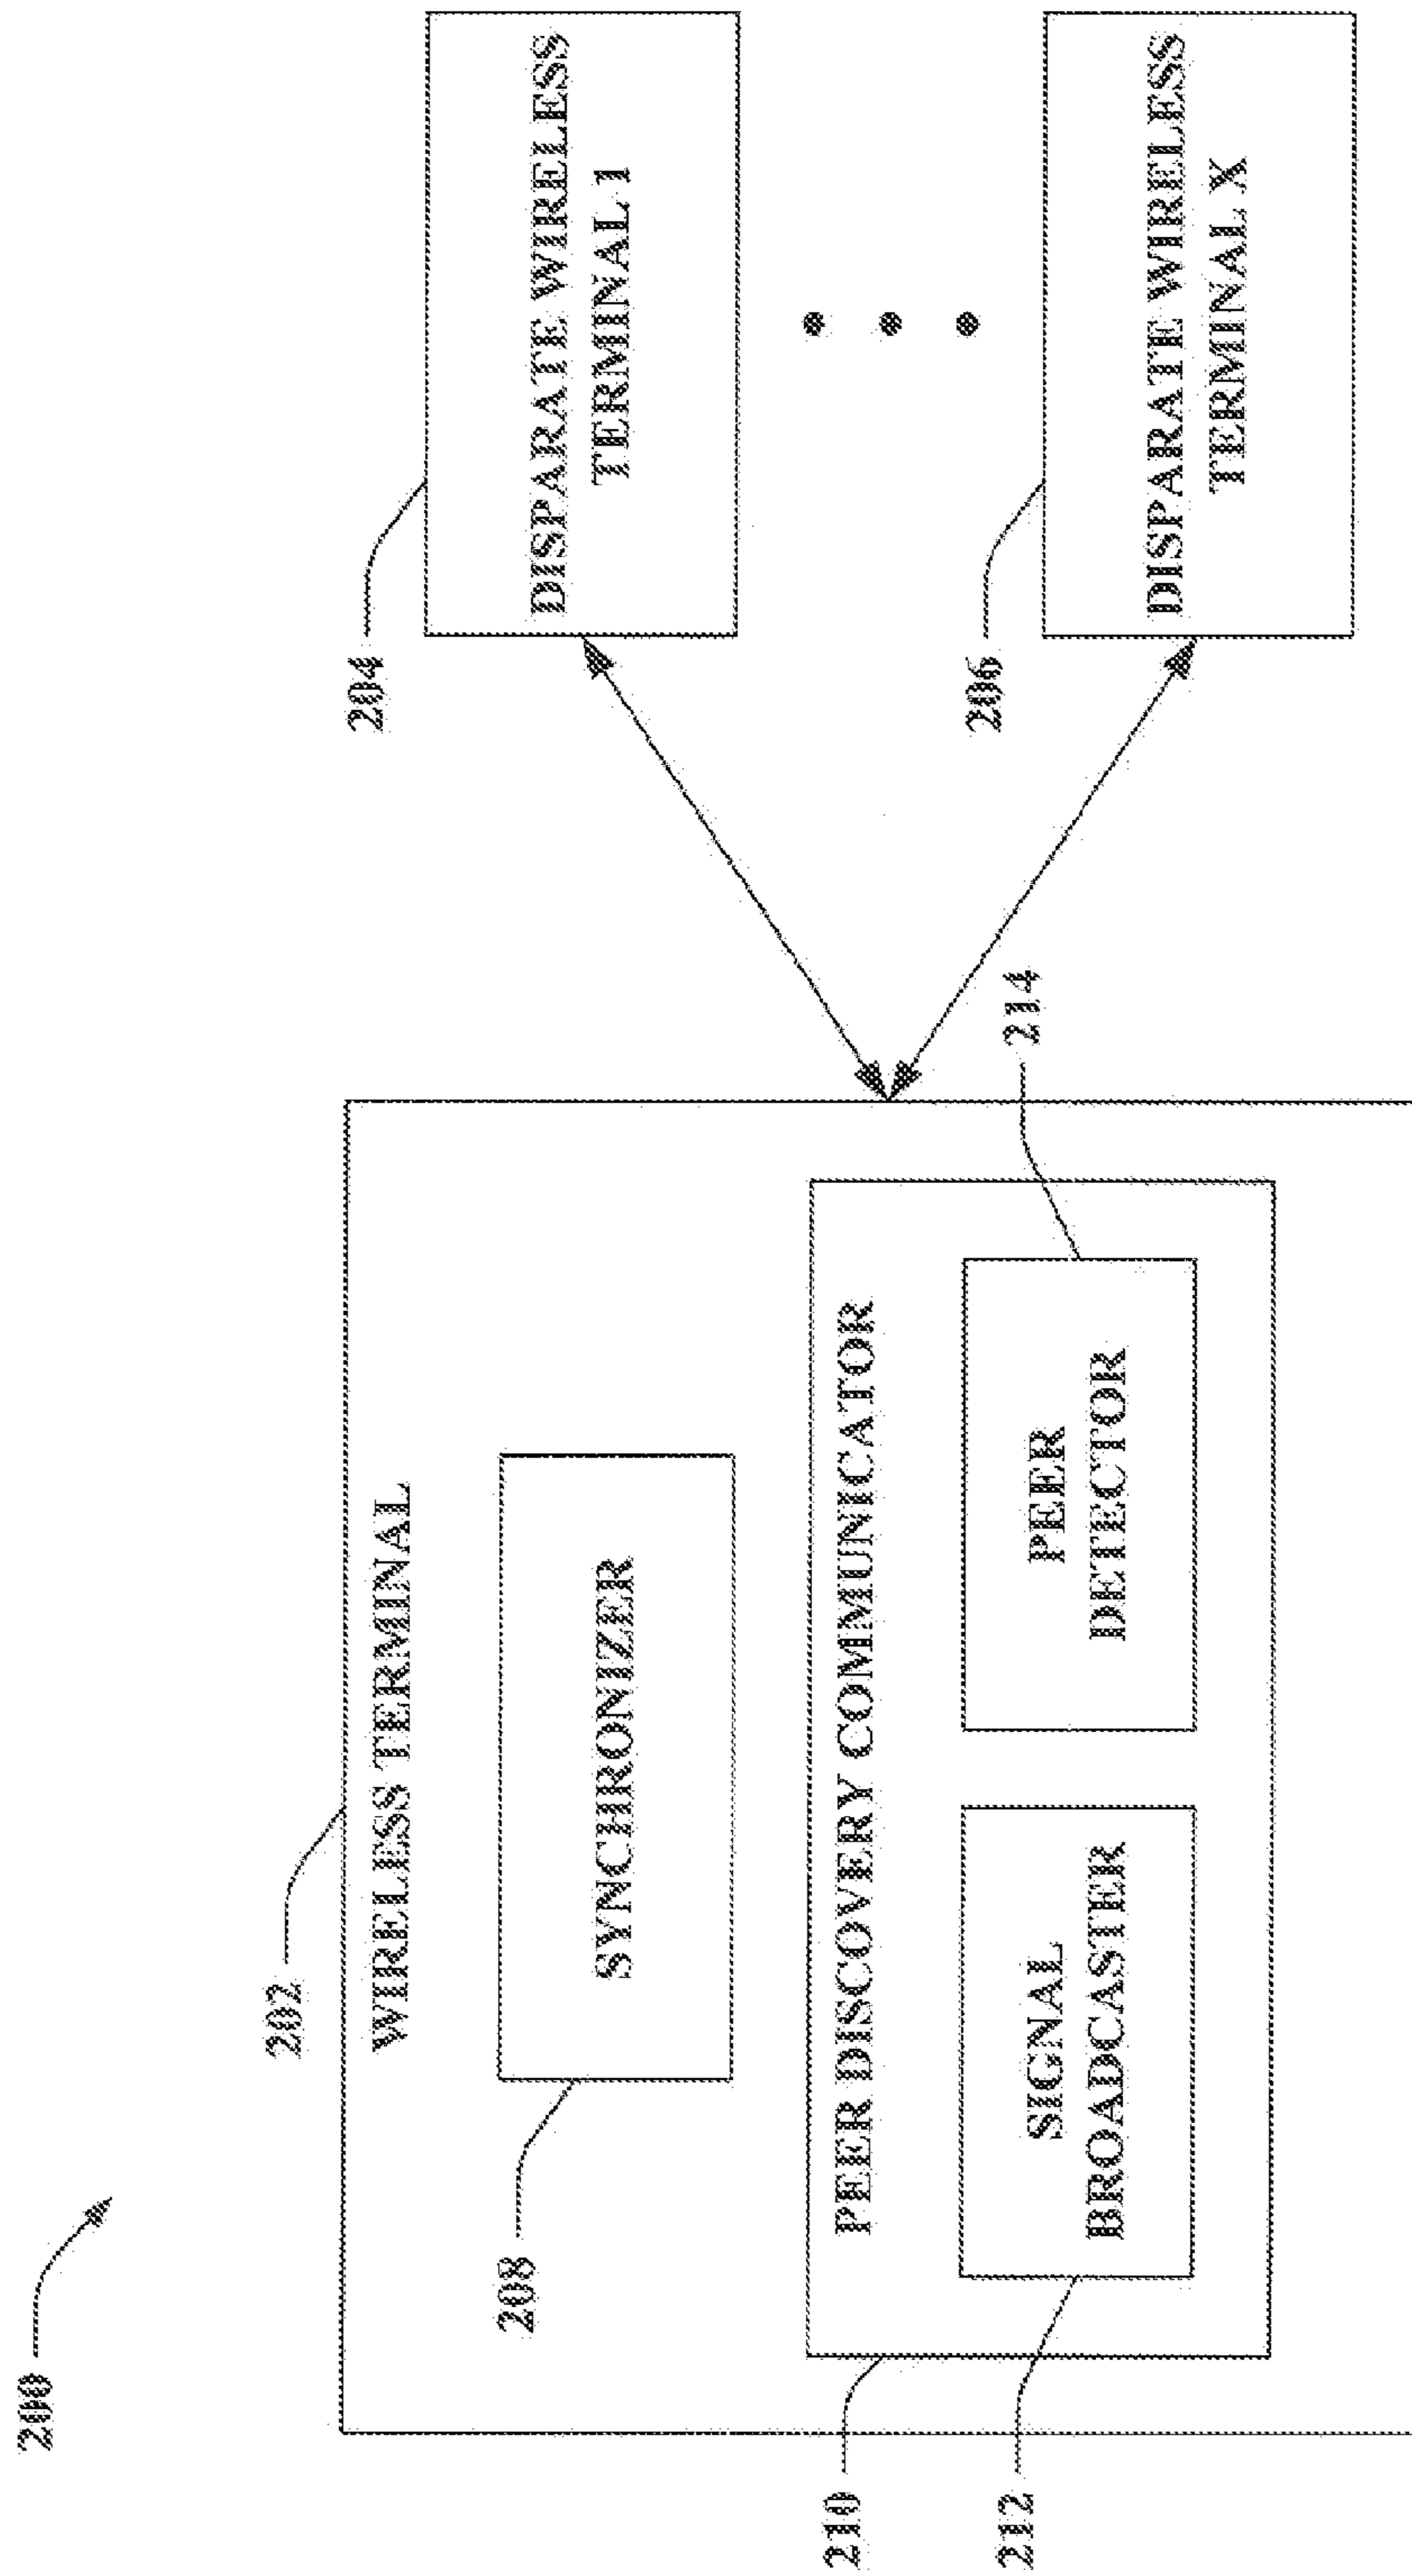 200
202
WIRELESS TERMINAL
208
SYNCHRONIZER
210
PEER DISCOVERY COMMUNICATOR
212
SIGNAL
BROADCASTER
214
PEER
DETECTOR
204
DISPARATE WIRELESS
TERMINAL 1
206
DISPARATE WIRELESS
TERMINAL X